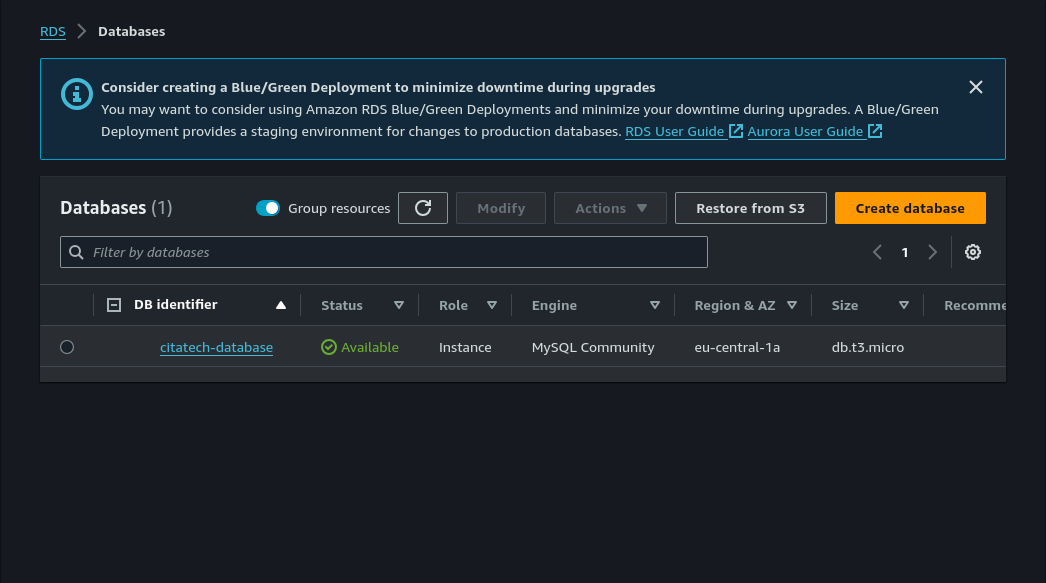 RDS Databases
Consider creating a Blue/Green Deployment to minimize downtime during upgrades
You may want to consider using Amazon RDS Blue/Green Deployments and minimize your downtime during upgrades. A Blue/Green
Deployment provides a staging environment for changes to production databases. RDS User Guide Aurora User Guide
Databases (1) Group resources Modify Actions Restore from S3 Create database
Filter by databases 1
DB identifier Status Role Engine Region & AZ Size Recomme
citatech-database Available Instance MySQL Community eu-central-1a db.t3.micro